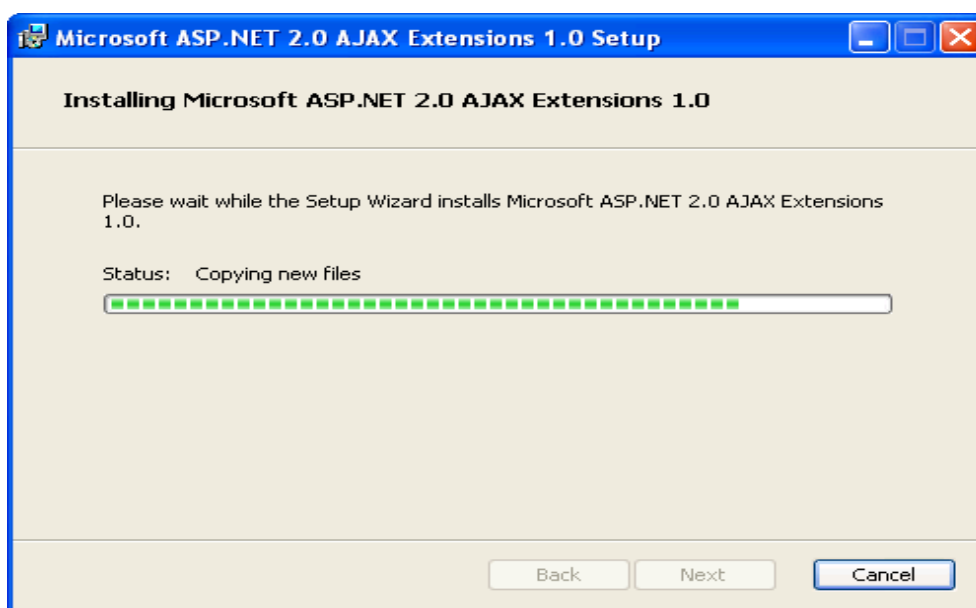 Microsoft ASP.NET 2.0 AJAX Extensions 1.0 Setup
Installing Microsoft ASP.NET 2.0 AJAX Extensions 1.0
Please wait while the Setup Wizard installs Microsoft ASP.NET 2.0 AJAX Extensions
1.0.
Status: Copying new files
Back Next Cancel